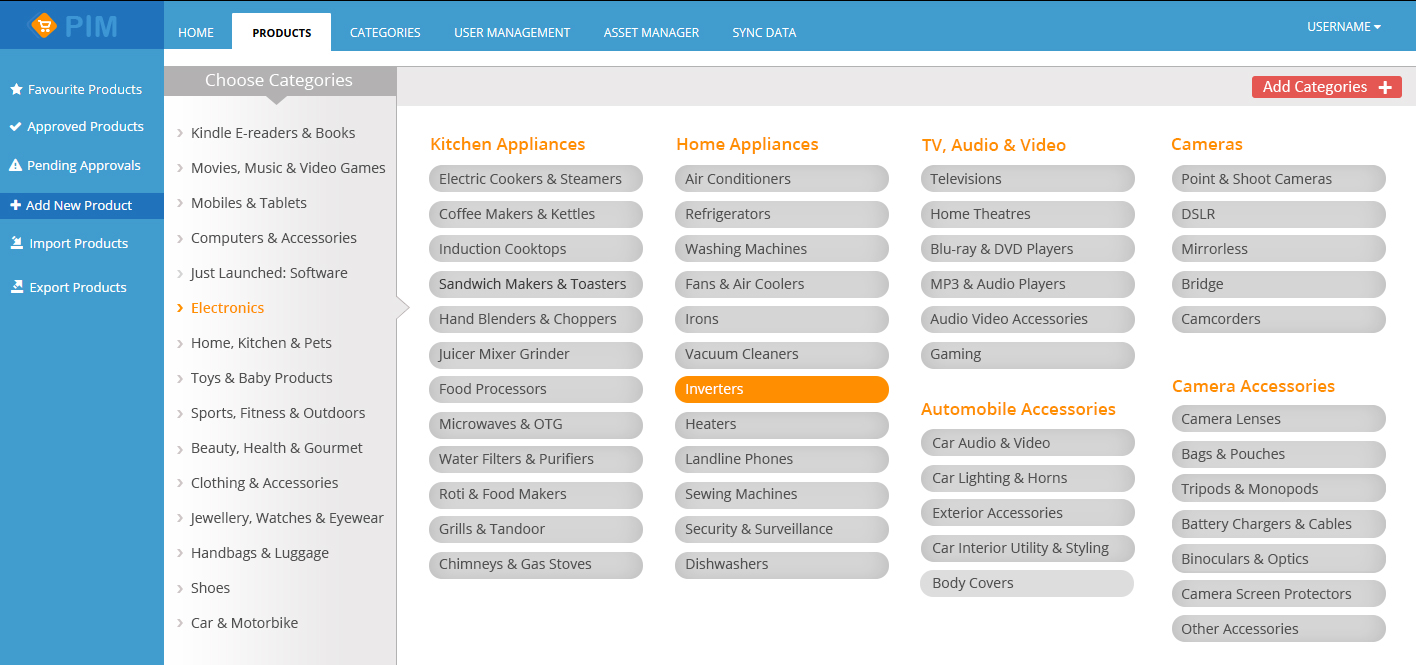 PIM
HOME
PRODUCTS
CATEGORIES
USER MANAGEMENT
ASSET MANAGER
SYNC DATA
USERNAME
Favourite Products
Approved Products
Pending Approvals
Add New Product
Import Products
Export Products
Choose Categories
Kindle E-readers & Books
Movies, Music & Video Games
Mobiles & Tablets
Computers & Accessories
Just Launched: Software
Electronics
Home, Kitchen & Pets
Toys & Baby Products
Sports, Fitness & Outdoors
Beauty, Health & Gourmet
Clothing & Accessories
Jewellery, Watches & Eyewear
Handbags & Luggage
Shoes
Car & Motorbike
Add Categories
Kitchen Appliances
Electric Cookers & Steamers
Coffee Makers & Kettles
Induction Cooktops
Sandwich Makers & Toasters
Hand Blenders & Choppers
Juicer Mixer Grinder
Food Processors
Microwaves & OTG
Water Filters & Purifiers
Roti & Food Makers
Grills & Tandoor
Chimneys & Gas Stoves
Home Appliances
Air Conditioners
Refrigerators
Washing Machines
Fans & Air Coolers
Irons
Vacuum Cleaners
Inverters
Heaters
Landline Phones
Sewing Machines
Security & Surveillance
Dishwashers
TV, Audio & Video
Televisions
Home Theatres
Blu-ray & DVD Players
MP3 & Audio Players
Audio Video Accessories
Gaming
Automobile Accessories
Car Audio & Video
Car Lighting & Horns
Exterior Accessories
Car Interior Utility & Styling
Body Covers
Cameras
Point & Shoot Cameras
DSLR
Mirrorless
Bridge
Camcorders
Camera Accessories
Camera Lenses
Bags & Pouches
Tripods & Monopods
Battery Chargers & Cables
Binoculars & Optics
Camera Screen Protectors
Other Accessories